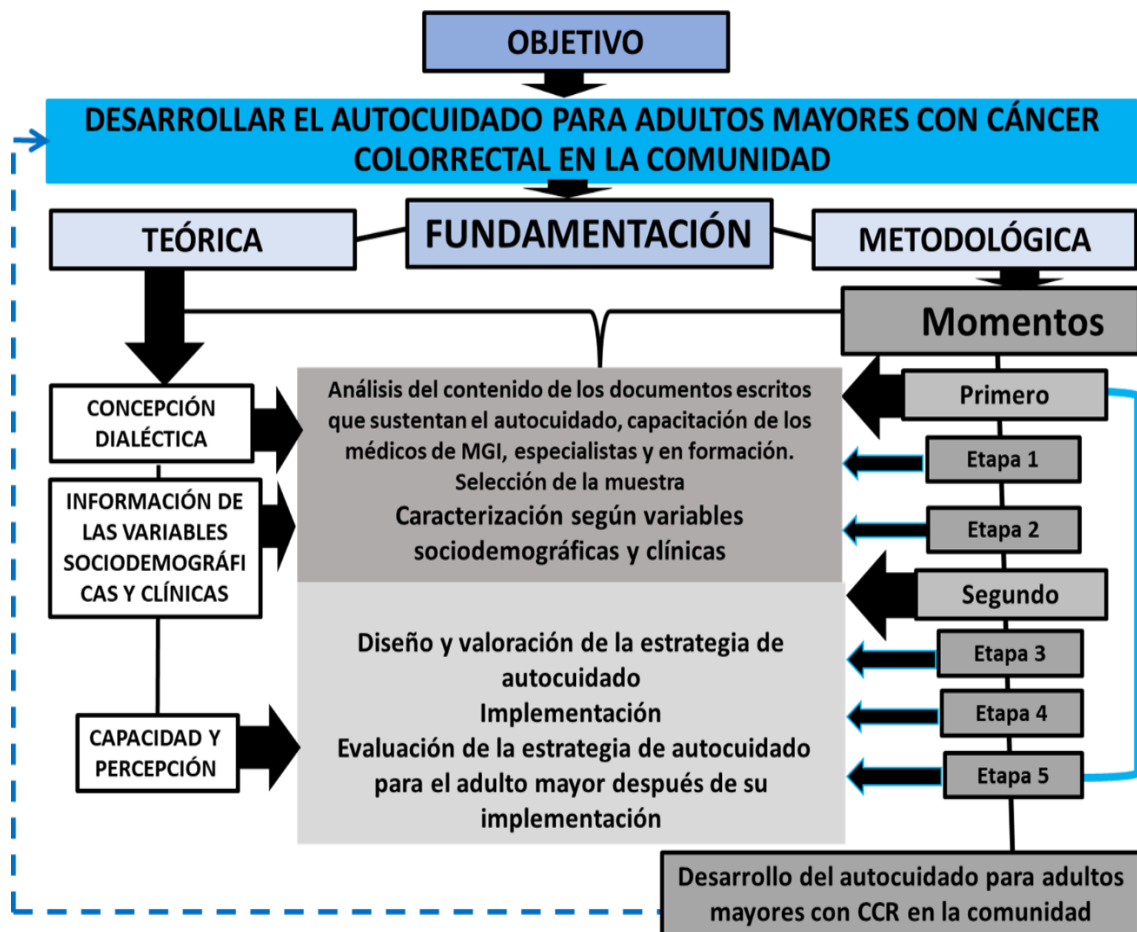 OBJETIVO
DESARROLLAR EL AUTOCUIDADO PARA ADULTOS MAYORES CON CÁNCER
COLORRECTAL EN LA COMUNIDAD
TEÓRICA
FUNDAMENTACIÓN
METODOLÓGICA
Momentos
CONCEPCIÓN
DIALÉCTICA
INFORMACIÓN DE
LAS VARIABLES
SOCIODEMOGRÁFI
CAS Y CLÍNICAS
CAPACIDAD Y
PERCEPCIÓN
Análisis del contenido de los documentos escritos
que sustentan el autocuidado, capacitación de los
médicos de MGI, especialistas y en formación.
Selección de la muestra
Caracterización según variables
sociodemográficas y clínicas
Diseño y valoración de la estrategia de
autocuidado
Implementación
Evaluación de la estrategia de autocuidado
para el adulto mayor después de su
implementación
Primero
Etapa 1
Etapa 2
Segundo
Etapa 3
Etapa 4
Etapa 5
Desarrollo del autocuidado para adultos
mayores con CCR en la comunidad